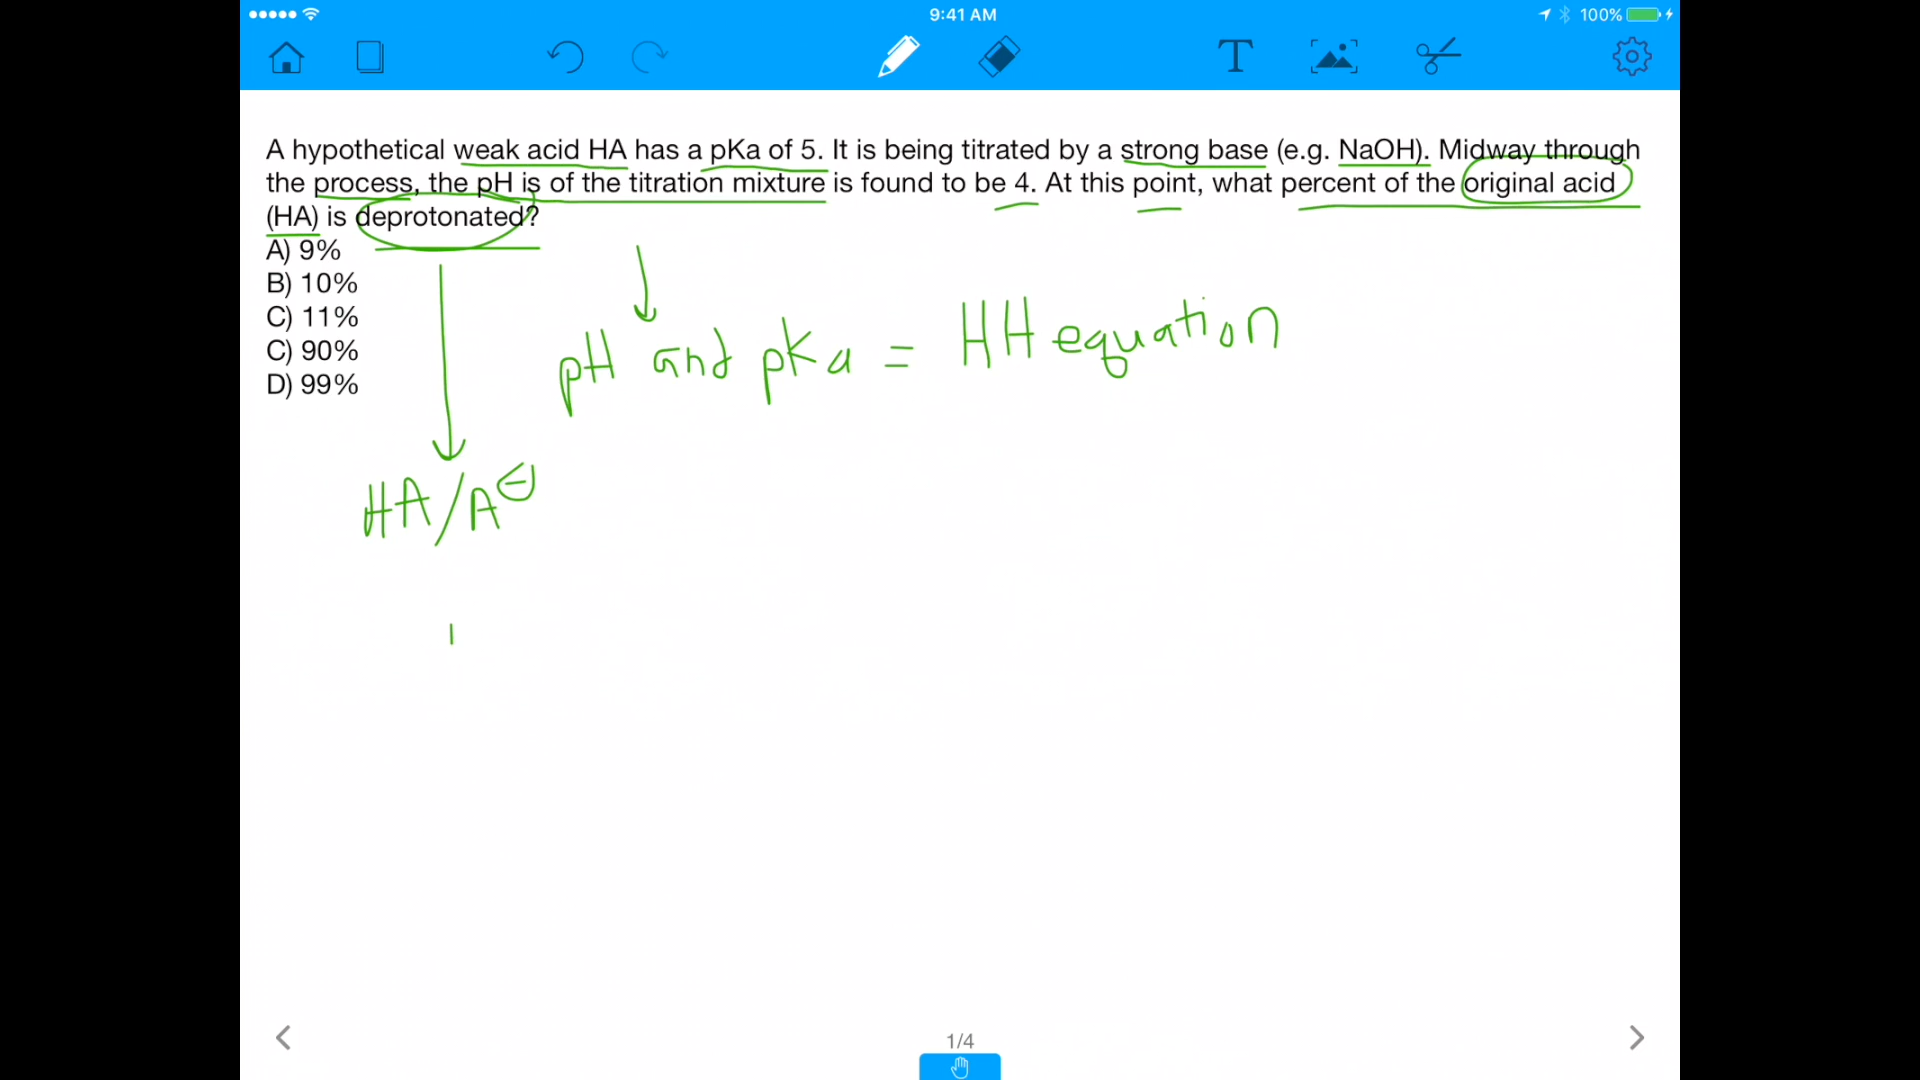 9:41 AM
100%
T
A hypothetical weak acid HA has a pKa of 5. It is being titrated by a strong base (e.g. NaOH). Midway through
the process, the pH is of the titration mixture is found to be 4. At this point, what percent of the original acid
(HA) is deprotonated?
A) 9%
B) 10%
C) 11%
C) 90%
D) 99%
pH and pKa = HH equation
HA/A⊖
1/4